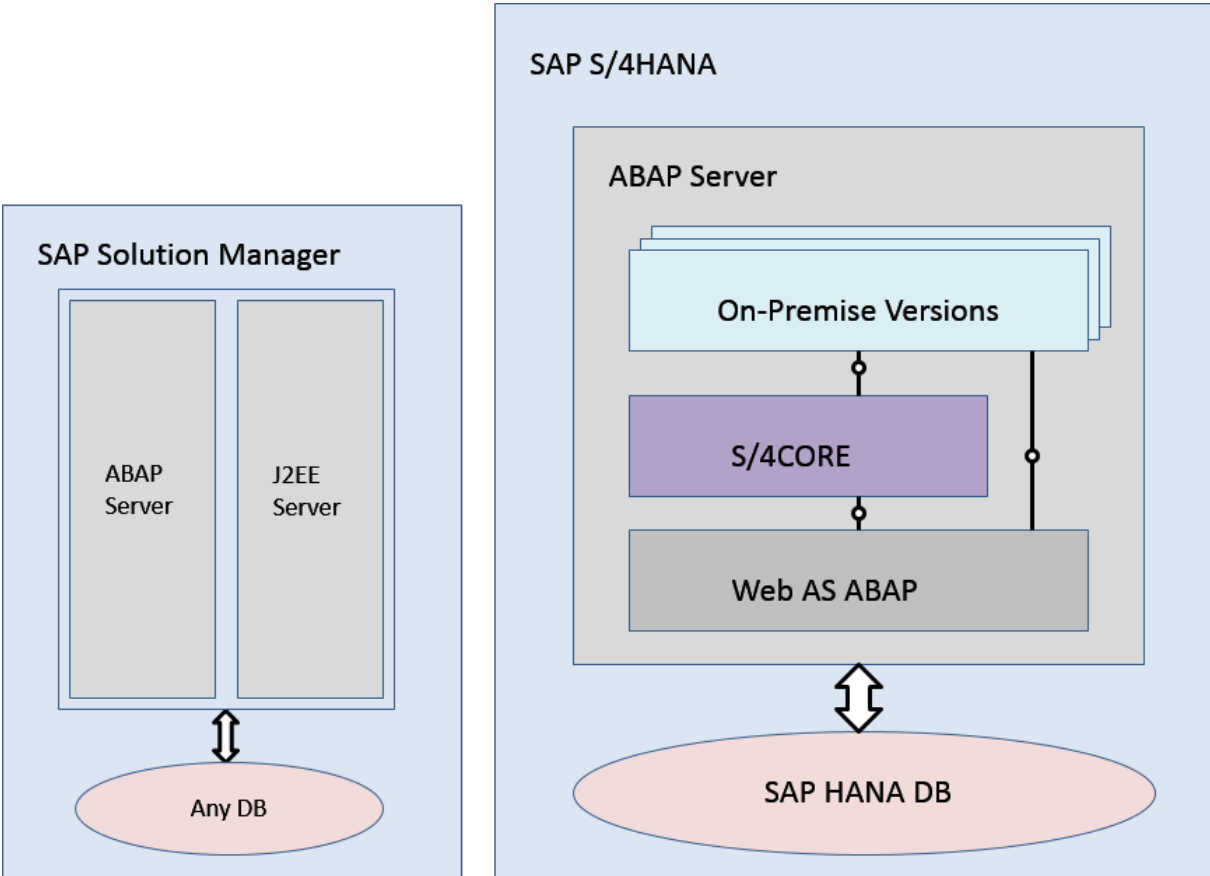 SAP Solution Manager
ABAP
Server
J2EE
Server
Any DB
SAP S/4HANA
ABAP Server
On-Premise Versions
S/4CORE
Web AS ABAP
SAP HANA DB